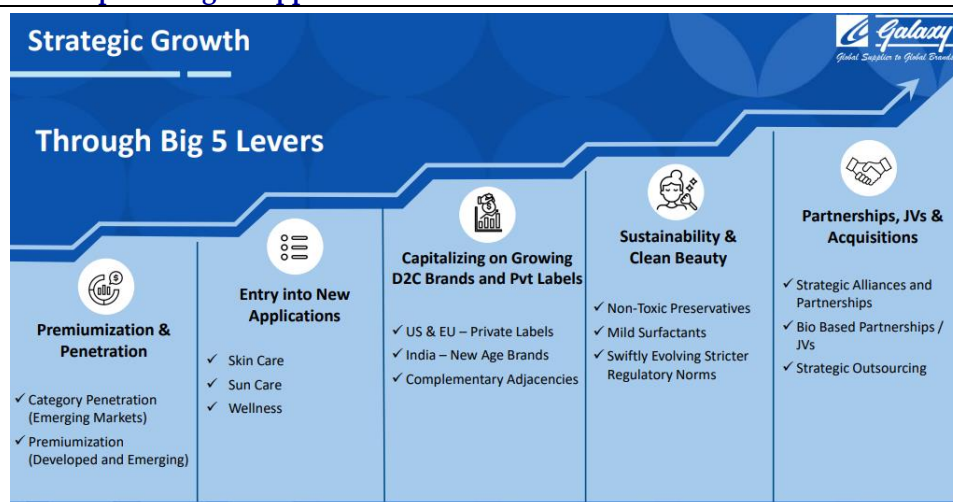 Strategic Growth
Galaxy
Global Supplier to Global Brands
Through Big 5 Levers
Premiumization &
Penetration
✓ Category Penetration
(Emerging Markets)
✓ Premiumization
(Developed and Emerging)
Entry into New
Applications
✓ Skin Care
✓ Sun Care
✓ Wellness
Capitalizing on Growing
D2C Brands and Pvt Labels
✓ US & EU – Private Labels
✓ India – New Age Brands
✓ Complementary Adjacencies
Sustainability &
Clean Beauty
✓ Non-Toxic Preservatives
✓ Mild Surfactants
✓ Swiftly Evolving Stricter
Regulatory Norms
Partnerships, JVs &
Acquisitions
✓ Strategic Alliances and
Partnerships
✓ Bio Based Partnerships /
JVs
✓ Strategic Outsourcing